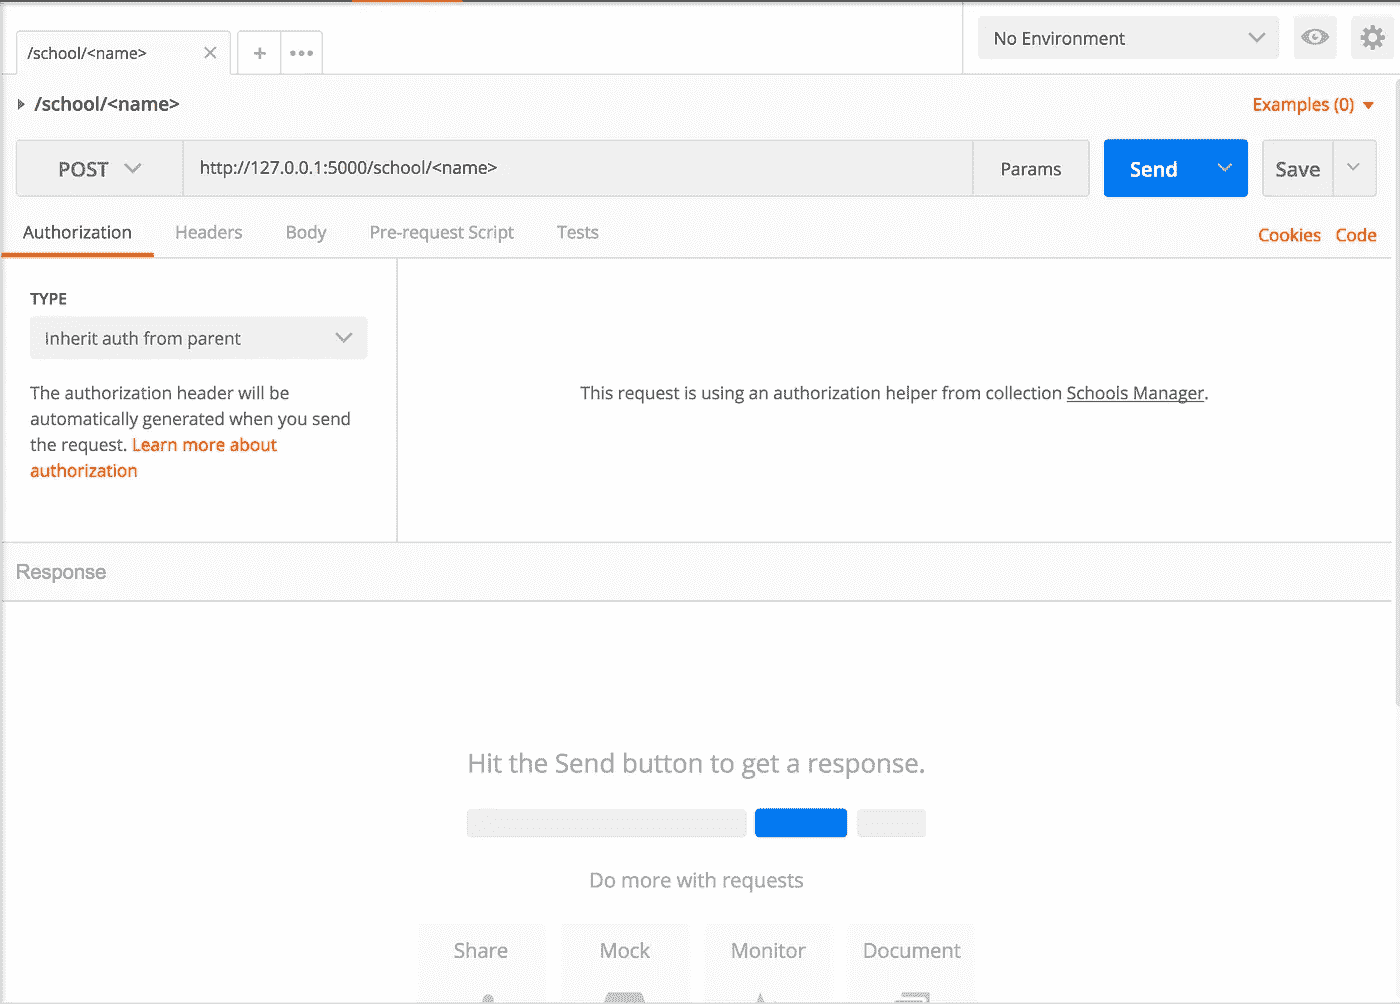 /school/<name>
No Environment
/school/<name>
Examples (0)
POST
http://127.0.0.1:5000/school/<name>
Params
Send
Save
Authorization
Headers
Body
Pre-request Script
Tests
Cookies
Code
TYPE
Inherit auth from parent
The authorization header will be
automatically generated when you send
the request. Learn more about
authorization
This request is using an authorization helper from collection Schools Manager.
Response
Hit the Send button to get a response.
Do more with requests
Share
Mock
Monitor
Document